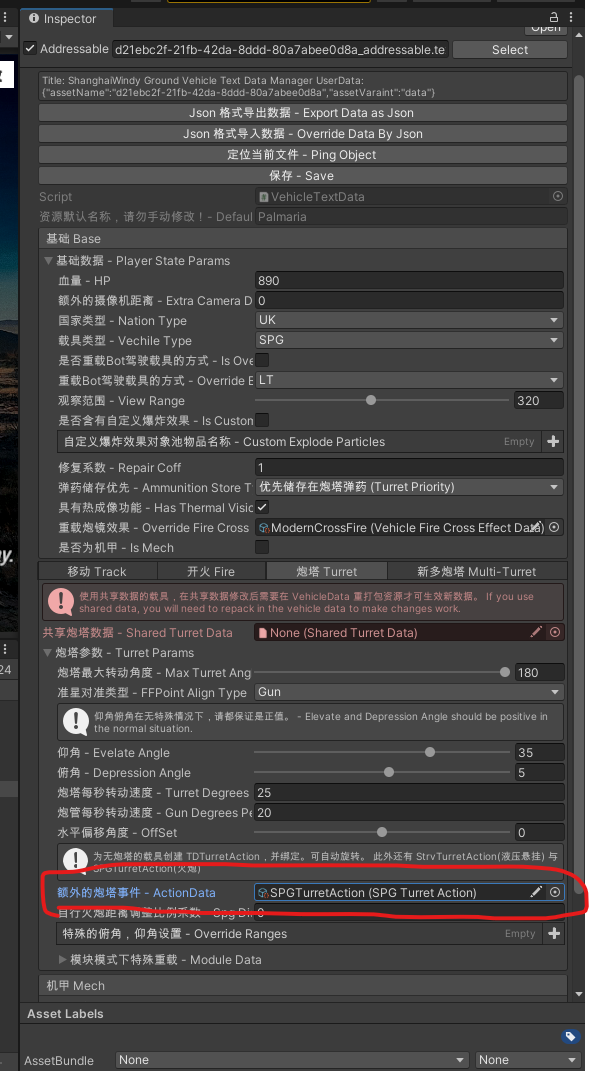 Inspector
Open
Addressable d21ebc2f-21fb-42da-8ddd-80a7abee0d8a_addressable.te Select
Title: ShanghaiWindy Ground Vehicle Text Data Manager UserData:
{"assetName":"d21ebc2f-21fb-42da-8ddd-80a7abee0d8a","assetVaraint":"data"}
Json 格式导出数据 - Export Data as Json
Json 格式导入数据 - Override Data By Json
定位当前文件 - Ping Object
保存 - Save
Script VehicleTextData
资源默认名称，请勿手动修改！- Defaul Palmaria
基础 Base
基础数据 - Player State Params
血量 - HP 890
额外的摄像机距离 - Extra Camera D 0
国家类型 - Nation Type UK
载具类型 - Vechile Type SPG
是否重载Bot驾驶载具的方式 - Is Ove
重载Bot驾驶载具的方式 - Override B LT
观察范围 - View Range 320
是否含有自定义爆炸效果 - Is Custom
自定义爆炸效果对象池物品名称 - Custom Explode Particles Empty
修复系数 - Repair Coff 1
弹药储存优先 - Ammunition Store T 优先储存在炮塔弹药 (Turret Priority)
具有热成像功能 - Has Thermal Visio
重载炮镜效果 - Override Fire Cross ModernCrossFire (Vehicle Fire Cross Effect Data)
是否为机甲 - Is Mech
移动 Track 开火 Fire 炮塔 Turret 新多炮塔 Multi-Turret
使用共享数据的载具，在共享数据修改后需要在 VehicleData 重打包资源才可生效新数据。 If you use
shared data, you will need to repack in the vehicle data to make changes work.
共享炮塔数据 - Shared Turret Data None (Shared Turret Data)
炮塔参数 - Turret Params
炮塔最大转动角度 - Max Turret Ang 180
准星对准类型 - FFPoint Align Type Gun
仰角俯角在无特殊情况下，请都保证是正值。 - Elevate and Depression Angle should be positive in
the normal situation.
仰角 - Evelate Angle 35
俯角 - Depression Angle 5
炮塔每秒转动速度 - Turret Degrees 25
炮管每秒转动速度 - Gun Degrees Pe 20
水平偏移角度 - OffSet 0
为无炮塔的载具创建 TDTurretAction，并绑定。可自动旋转。 此外还有 StrvTurretAction(液压悬挂) 与
SPGTurretAction(火炮)
额外的炮塔事件 - ActionData SPGTurretAction (SPG Turret Action)
自行火炮距离调整比例系数 - Spg Di 0
特殊的俯角，仰角设置 - Override Ranges Empty
模块模式下特殊重载 - Module Data
机甲 Mech
Asset Labels
AssetBundle None None
y.
24